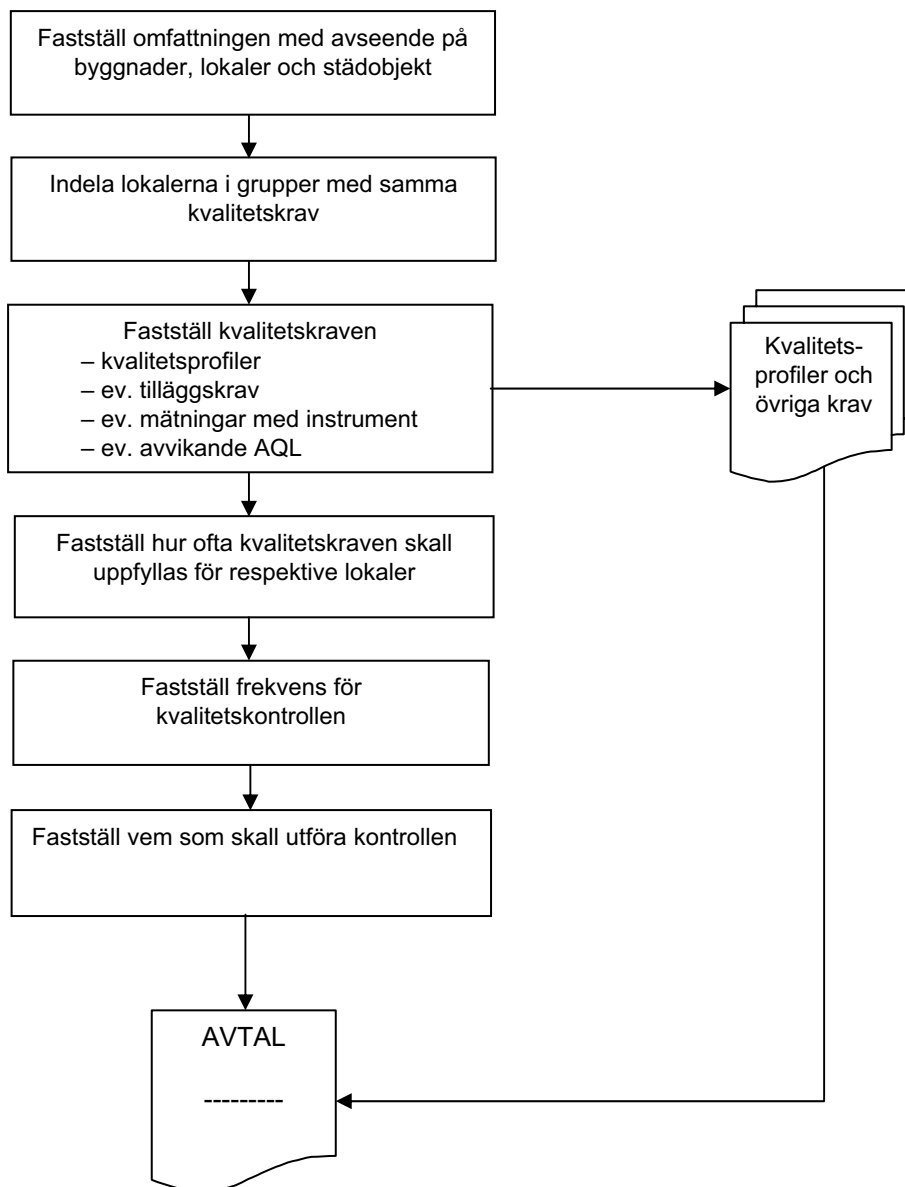 Fastställ omfattningen med avseende på
byggnader, lokaler och städobjekt
Indela lokalerna i grupper med samma
kvalitetskrav
Fastställ kvalitetskraven
– kvalitetsprofiler
– ev. tilläggskrav
– ev. mätningar med instrument
– ev. avvikande AQL
Kvalitets-
profiler och
övriga krav
Fastställ hur ofta kvalitetskraven skall
uppfyllas för respektive lokaler
Fastställ frekvens för
kvalitetskontrollen
Fastställ vem som skall utföra kontrollen
AVTAL
---------